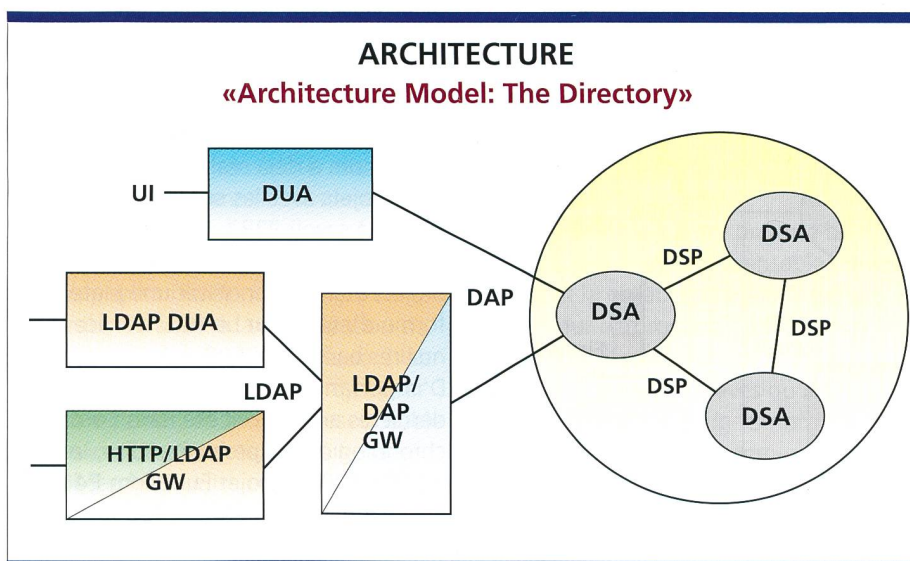 ARCHITECTURE
«Architecture Model: The Directory»
UI
DUA
LDAP DUA
LDAP
HTTP/LDAP
GW
LDAP/
DAP
GW
DAP
DSA
DSP
DSA
DSP
DSP
DSA